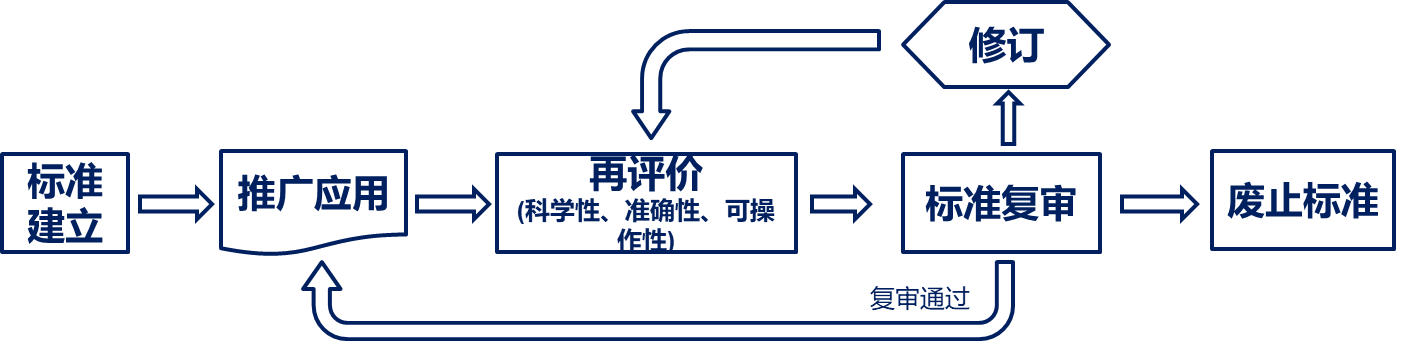 修订
标准
建立
推广应用
再评价
(科学性、准确性、可操
作性)
标准复审
废止标准
复审通过